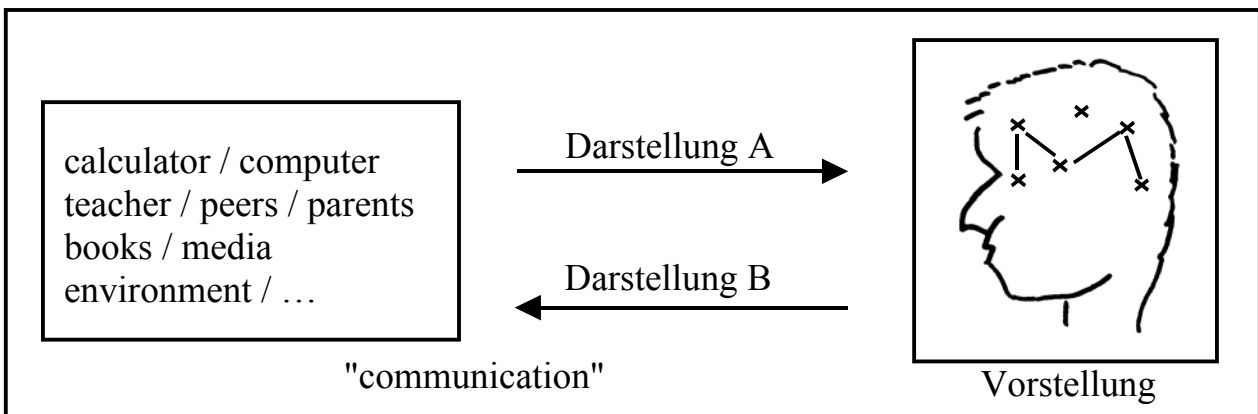 calculator / computer
teacher / peers / parents
books / media
environment / …
Darstellung A
Darstellung B
"communication"
Vorstellung